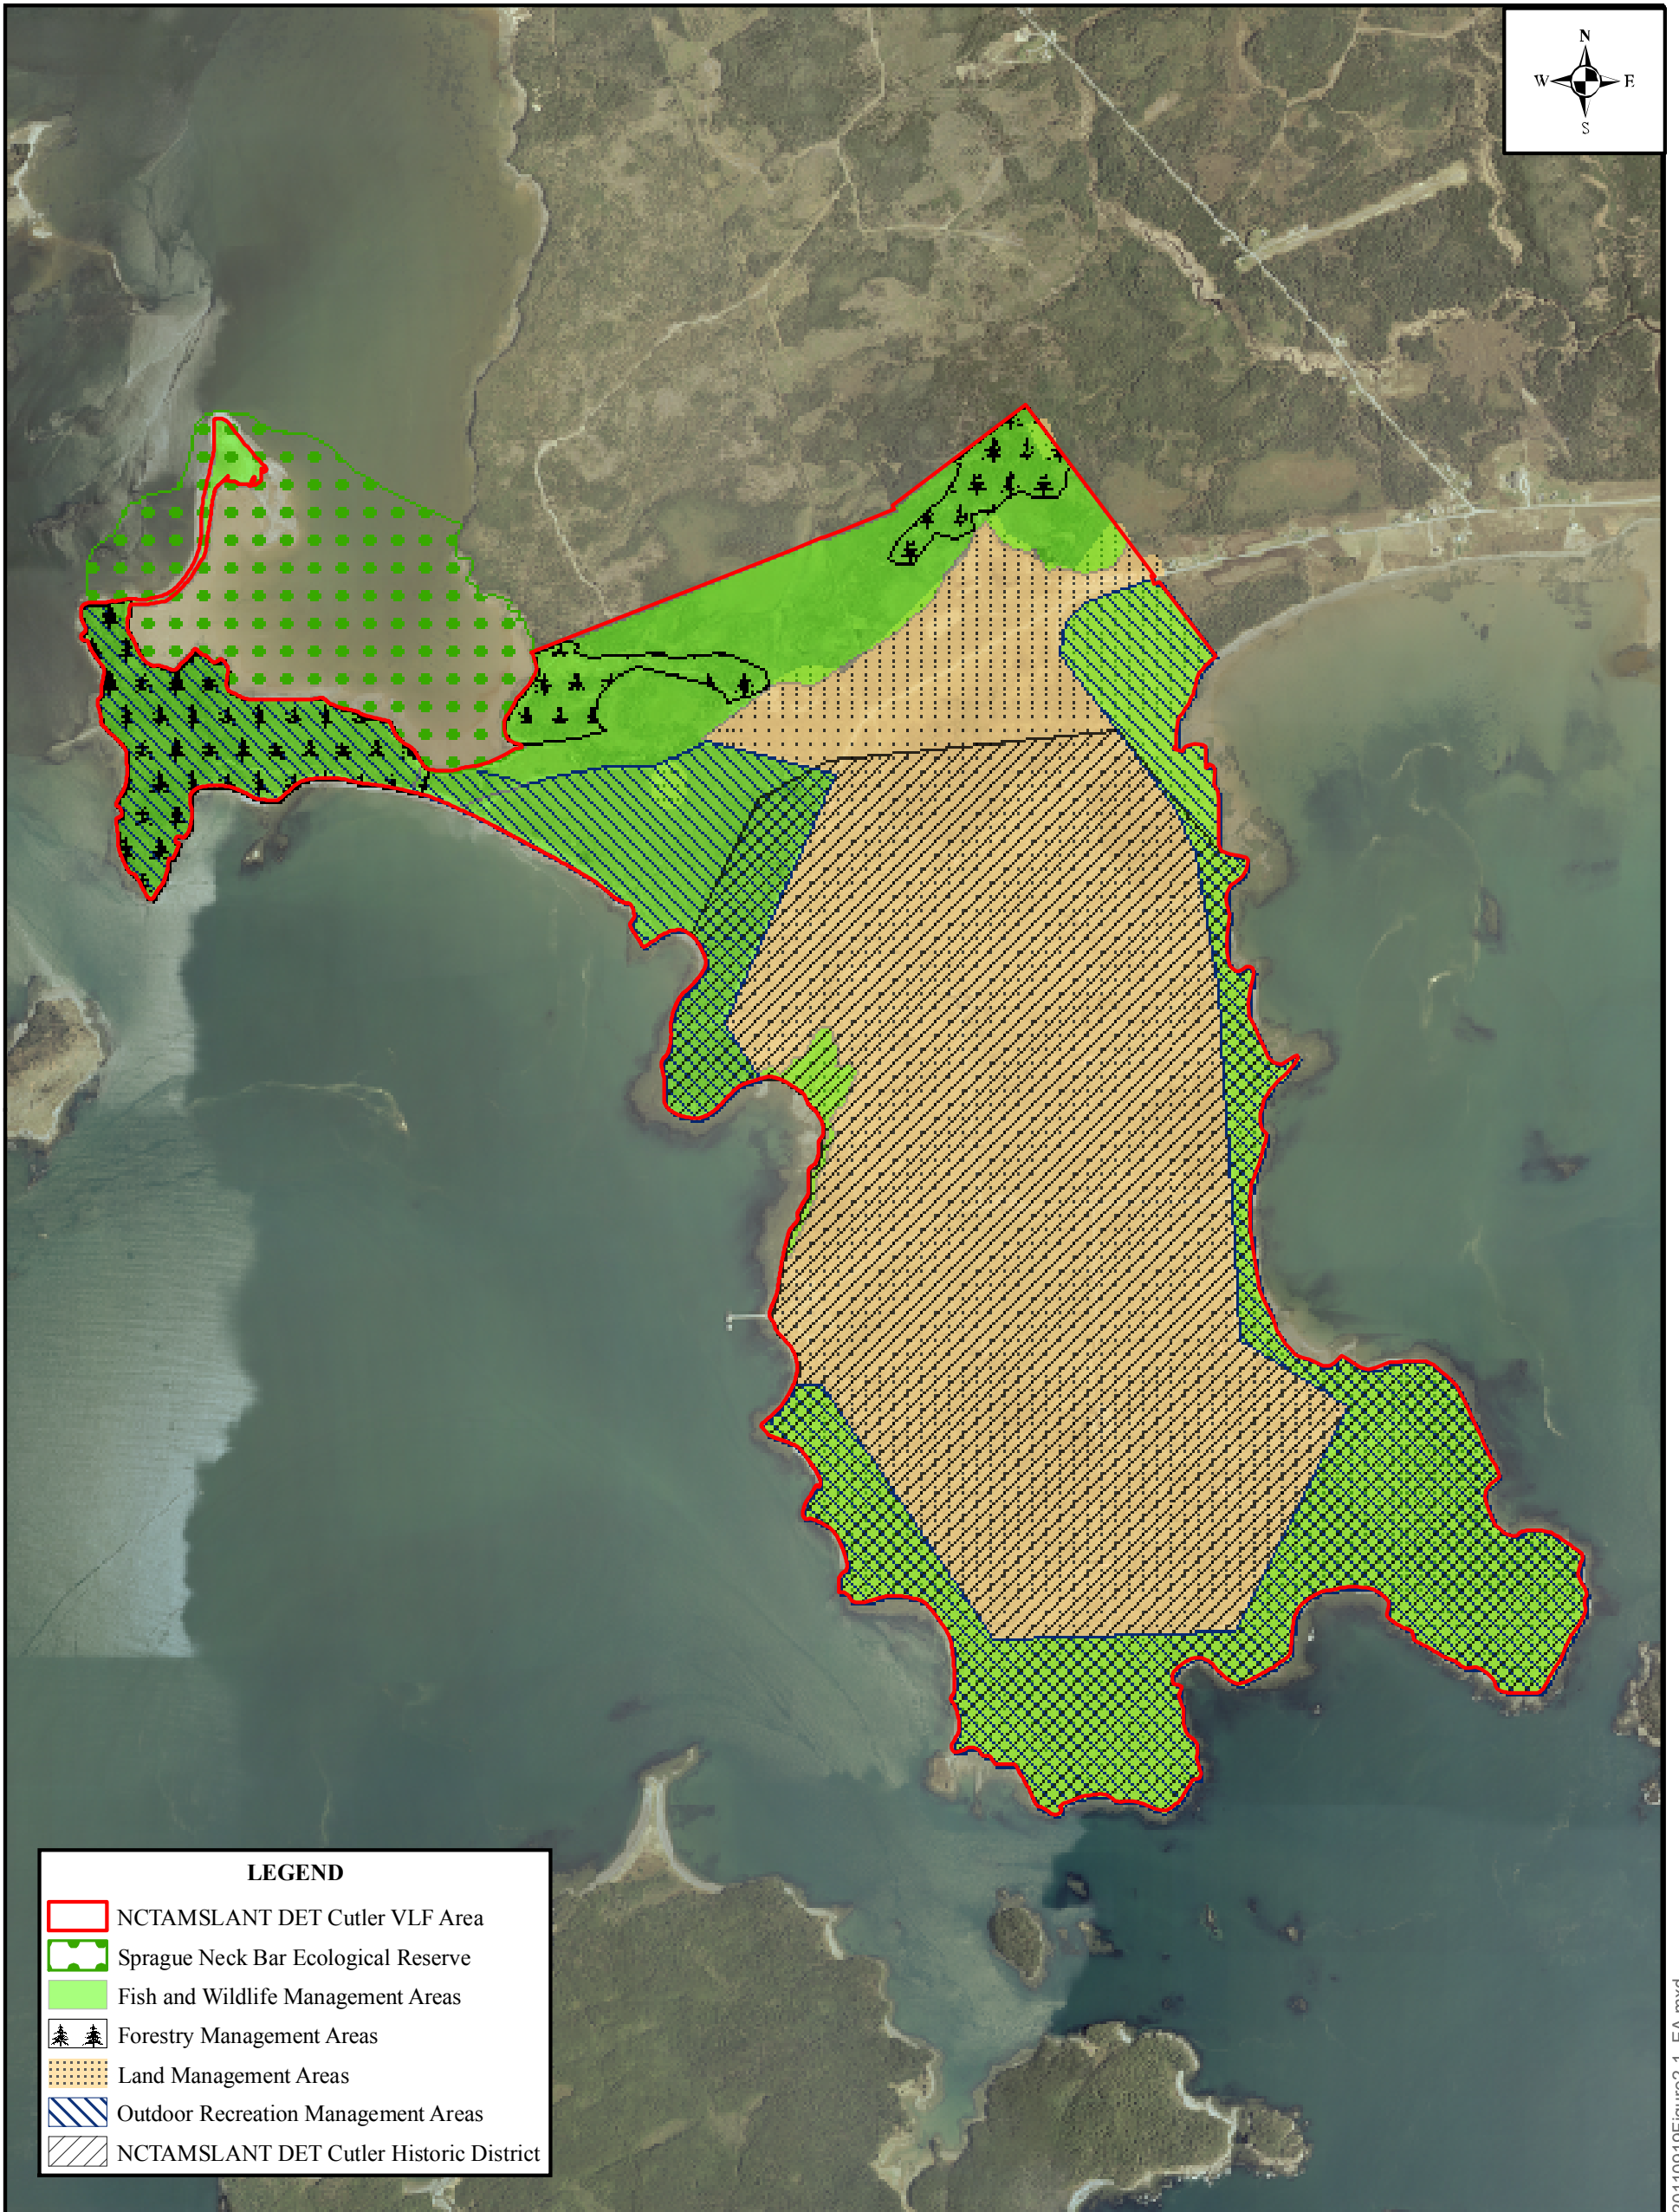 N
W E
S
LEGEND
NCTAMSLANT DET Cutler VLF Area
Sprague Neck Bar Ecological Reserve
Fish and Wildlife Management Areas
Forestry Management Areas
Land Management Areas
Outdoor Recreation Management Areas
NCTAMSLANT DET Cutler Historic District